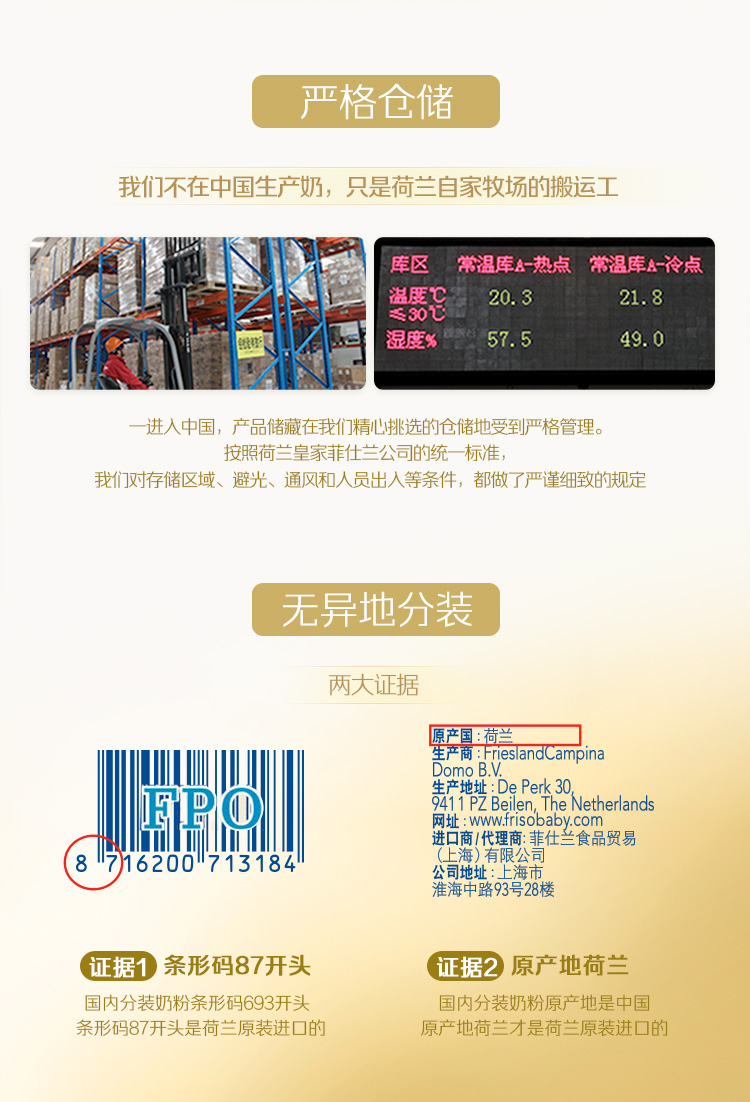 严格仓储
我们不在中国生产奶，只是荷兰自家牧场的搬运工
库区 常温库A-热点 常温库A-冷点
温度℃ 20.3 21.8
≤30℃
湿度% 57.5 49.0
一进入中国，产品储藏在我们精心挑选的仓储地受到严格管理。
按照荷兰皇家菲仕兰公司的统一标准，
我们对存储区域、避光、通风和人员出入等条件，都做了严谨细致的规定
无异地分装
两大证据
FPO
8 716200 713184
原产国：荷兰
生产商：FrieslandCampina
Domo B.V.
生产地址：De Perk 30,
9411 PZ Beilen, The Netherlands
网址：www.frisobaby.com
进口商/代理商：菲仕兰食品贸易
（上海）有限公司
公司地址：上海市
淮海中路93号28楼
证据1 条形码87开头
国内分装奶粉条形码693开头
条形码87开头是荷兰原装进口的
证据2 原产地荷兰
国内分装奶粉原产地是中国
原产地荷兰才是荷兰原装进口的